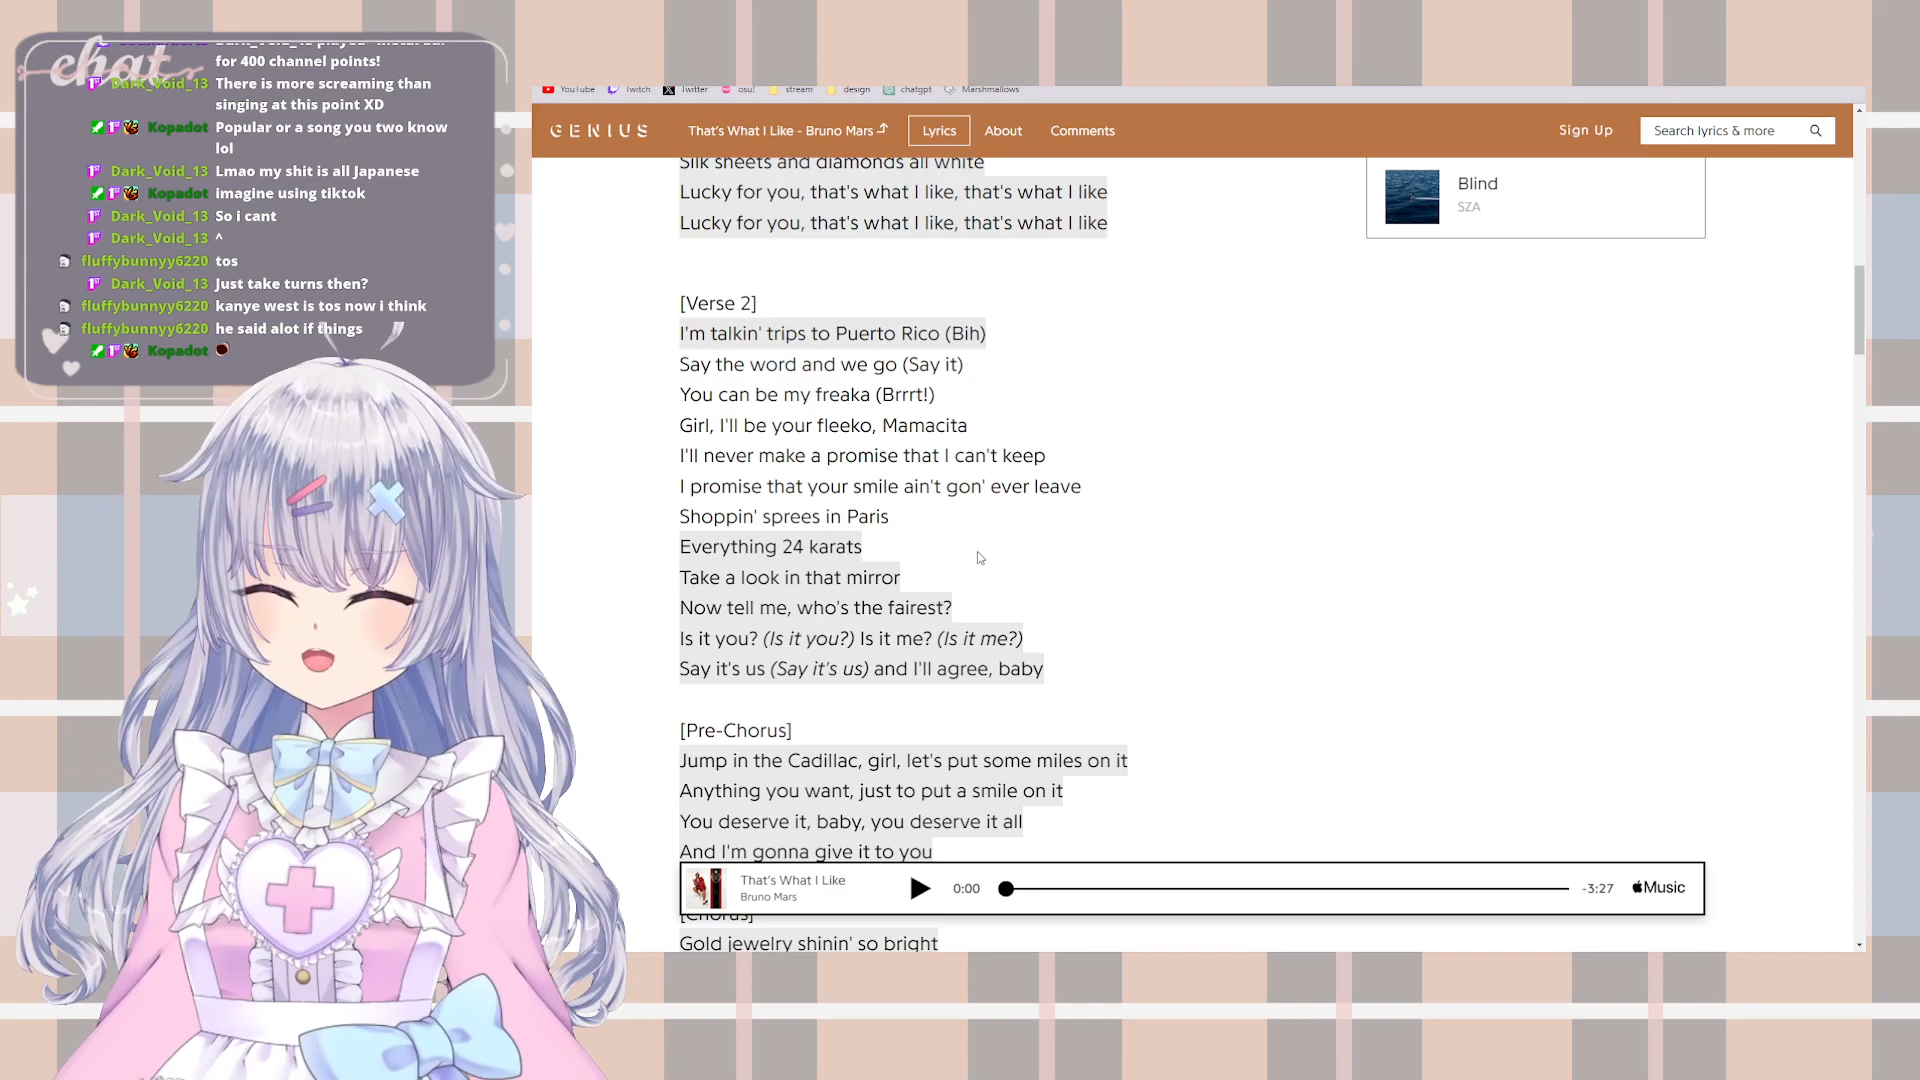 chat
for 400 channel points!
Dark_Void_13 There is more screaming than
singing at this point XD
Kopadot Popular or a song you two know
lol
Dark_Void_13 Lmao my shit is all Japanese
Kopadot imagine using tiktok
Dark_Void_13 So i cant
Dark_Void_13 ^
fluffybunnyy6220 tos
Dark_Void_13 Just take turns then?
fluffybunnyy6220 kanye west is tos now i think
fluffybunnyy6220 he said alot if things
Kopadot
YouTube Twitch Twitter osu! stream design chatgpt Marshmallows
GENIUS That's What I Like - Bruno Mars Lyrics About Comments Sign Up Search lyrics & more
Silk sheets and diamonds all white
Lucky for you, that's what I like, that's what I like
Lucky for you, that's what I like, that's what I like
Blind
SZA
[Verse 2]
I'm talkin' trips to Puerto Rico (Bih)
Say the word and we go (Say it)
You can be my freaka (Brrrt!)
Girl, I'll be your fleeko, Mamacita
I'll never make a promise that I can't keep
I promise that your smile ain't gon' ever leave
Shoppin' sprees in Paris
Everything 24 karats
Take a look in that mirror
Now tell me, who's the fairest?
Is it you? (Is it you?) Is it me? (Is it me?)
Say it's us (Say it's us) and I'll agree, baby
[Pre-Chorus]
Jump in the Cadillac, girl, let's put some miles on it
Anything you want, just to put a smile on it
You deserve it, baby, you deserve it all
And I'm gonna give it to you
That's What I Like
Bruno Mars
0:00 -3:27 Music
[Chorus]
Gold jewelry shinin' so bright